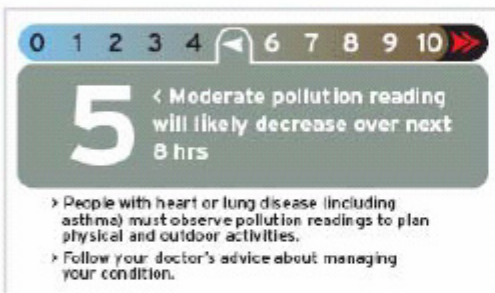 0 1 2 3 4 6 7 8 9 10
5
< Moderate pollution reading
will likely decrease over next
8 hrs
> People with heart or lung disease (including
asthma) must observe pollution readings to plan
physical and outdoor activities.
> Follow your doctor's advice about managing
your condition.